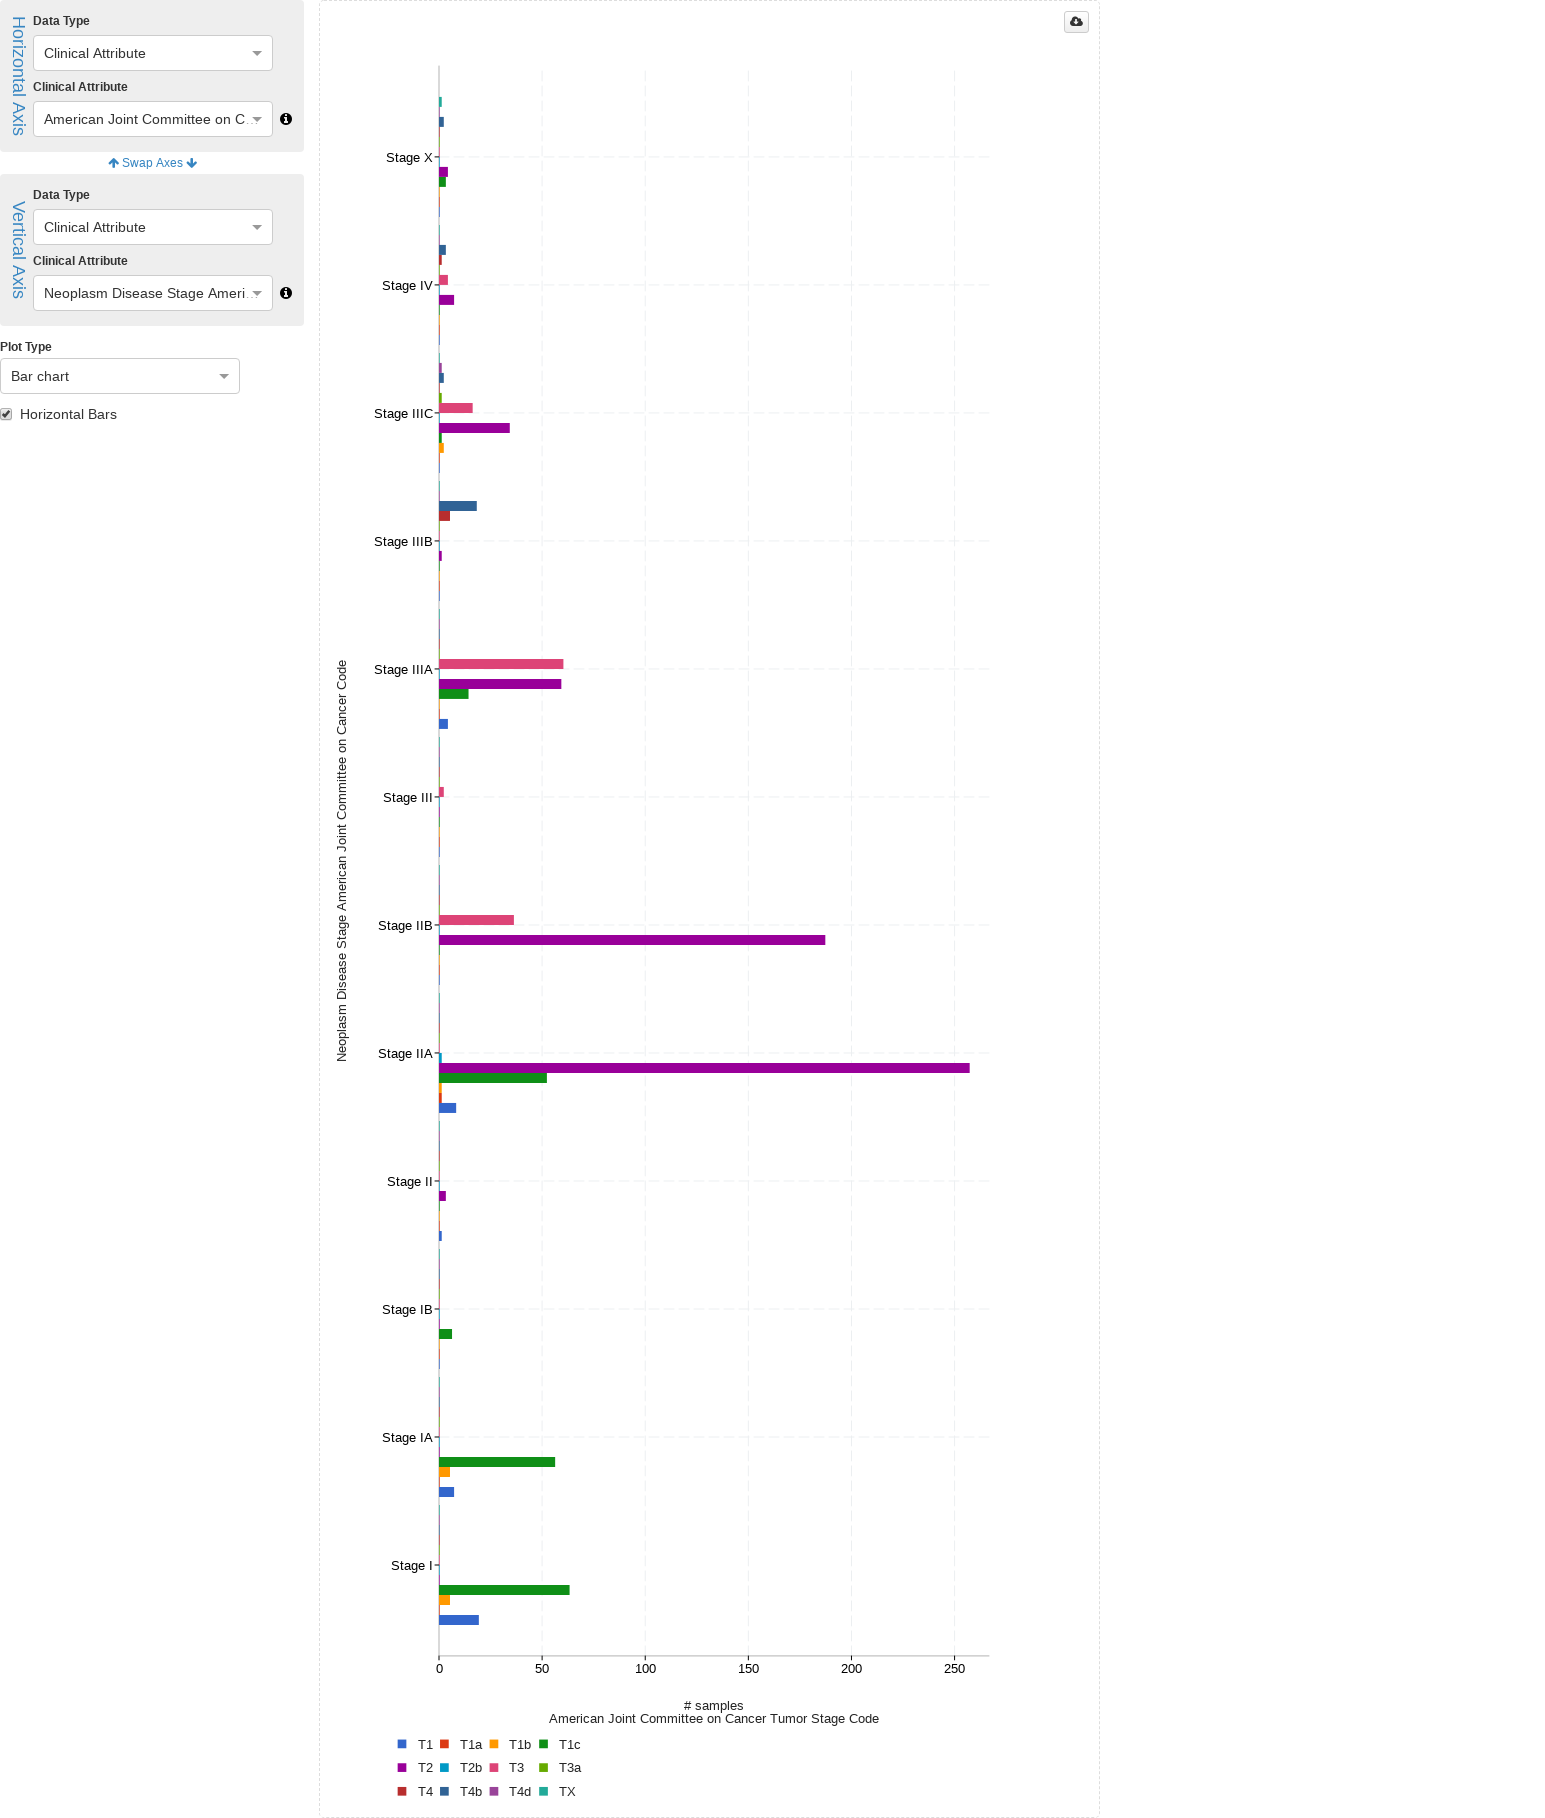 Horizontal Axis
Data Type
Clinical Attribute
Clinical Attribute
American Joint Committee on C...
Swap Axes
Vertical Axis
Data Type
Clinical Attribute
Clinical Attribute
Neoplasm Disease Stage Ameri...
Plot Type
Bar chart
Horizontal Bars
Neoplasm Disease Stage American Joint Committee on Cancer Code
Stage X
Stage IV
Stage IIIC
Stage IIIB
Stage IIIA
Stage III
Stage IIB
Stage IIA
Stage II
Stage IB
Stage IA
Stage I
0 50 100 150 200 250
# samples
American Joint Committee on Cancer Tumor Stage Code
T1 T1a T1b T1c
T2 T2b T3 T3a
T4 T4b T4d TX